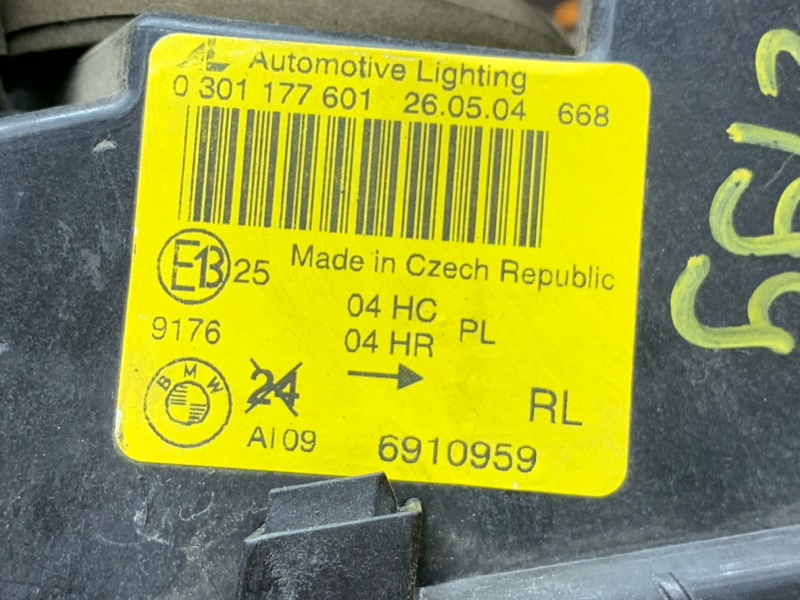 AL Automotive Lighting
0 301 177 601 26.05.04 668
E13 25 Made in Czech Republic
04 HC PL
9176 04 HR
BMW 24 RL
AI 09 6910959